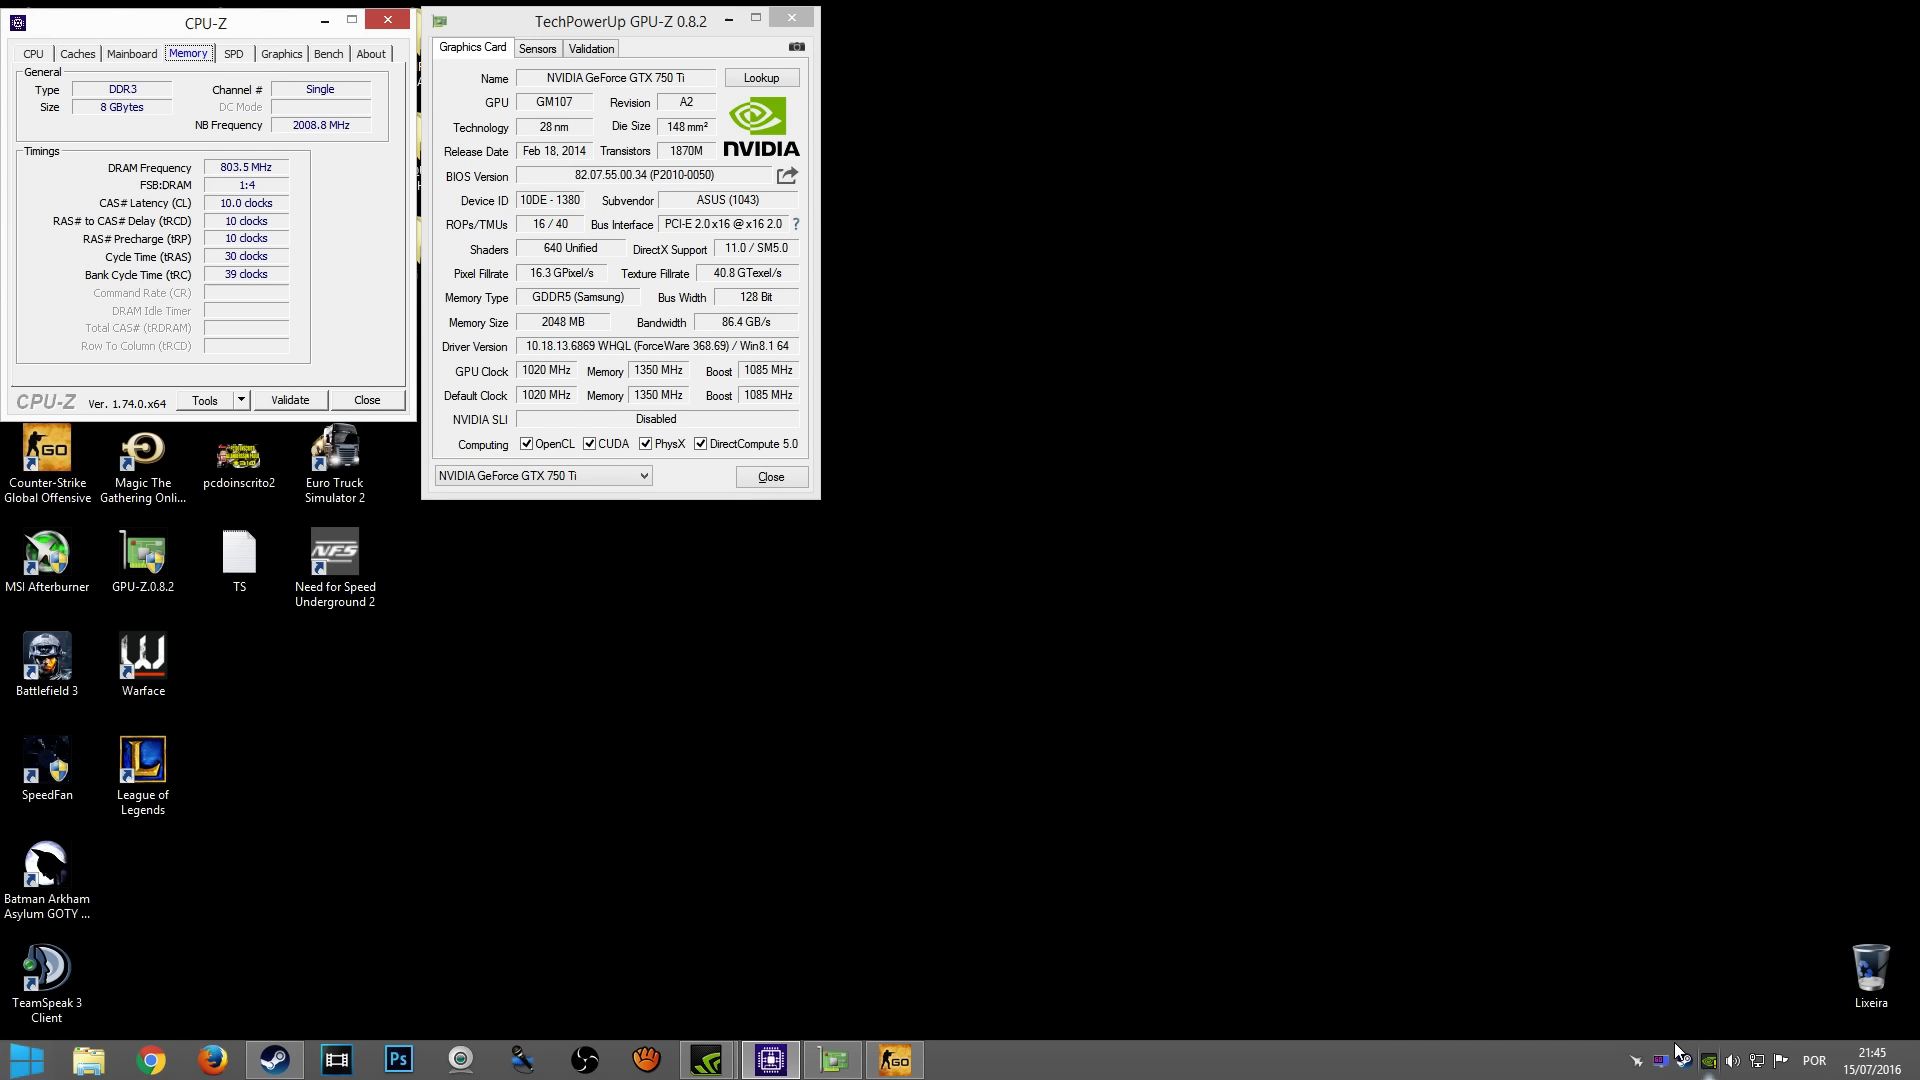 CPU-Z
CPU Caches Mainboard Memory SPD Graphics Bench About
General
Type DDR3 Channel # Single
Size 8 GBytes DC Mode
NB Frequency 2008.8 MHz
Timings
DRAM Frequency 803.5 MHz
FSB:DRAM 1:4
CAS# Latency (CL) 10.0 clocks
RAS# to CAS# Delay (tRCD) 10 clocks
RAS# Precharge (tRP) 10 clocks
Cycle Time (tRAS) 30 clocks
Bank Cycle Time (tRC) 39 clocks
Command Rate (CR)
DRAM Idle Timer
Total CAS# (tRDRAM)
Row To Column (tRCD)
CPU-Z Ver. 1.74.0.x64 Tools Validate Close
TechPowerUp GPU-Z 0.8.2
Graphics Card Sensors Validation
Name NVIDIA GeForce GTX 750 Ti Lookup
GPU GM107 Revision A2
Technology 28 nm Die Size 148 mm²
Release Date Feb 18, 2014 Transistors 1870M
NVIDIA
BIOS Version 82.07.55.00.34 (P2010-0050)
Device ID 10DE - 1380 Subvendor ASUS (1043)
ROPs/TMUs 16 / 40 Bus Interface PCI-E 2.0 x16 @ x16 2.0 ?
Shaders 640 Unified DirectX Support 11.0 / SM5.0
Pixel Fillrate 16.3 GPixel/s Texture Fillrate 40.8 GTexel/s
Memory Type GDDR5 (Samsung) Bus Width 128 Bit
Memory Size 2048 MB Bandwidth 86.4 GB/s
Driver Version 10.18.13.6869 WHQL (ForceWare 368.69) / Win8.1 64
GPU Clock 1020 MHz Memory 1350 MHz Boost 1085 MHz
Default Clock 1020 MHz Memory 1350 MHz Boost 1085 MHz
NVIDIA SLI Disabled
Computing OpenCL CUDA PhysX DirectCompute 5.0
NVIDIA GeForce GTX 750 Ti Close
GO
Counter-Strike
Global Offensive
Magic The
Gathering Onli...
pcdoinscrito2
Euro Truck
Simulator 2
MSI Afterburner
GPU-Z.0.8.2
TS
NFS
Need for Speed
Underground 2
Battlefield 3
Warface
SpeedFan
L
League of
Legends
Batman Arkham
Asylum GOTY ...
TeamSpeak 3
Client
Lixeira
Ps
GO
POR
21:45
15/07/2016